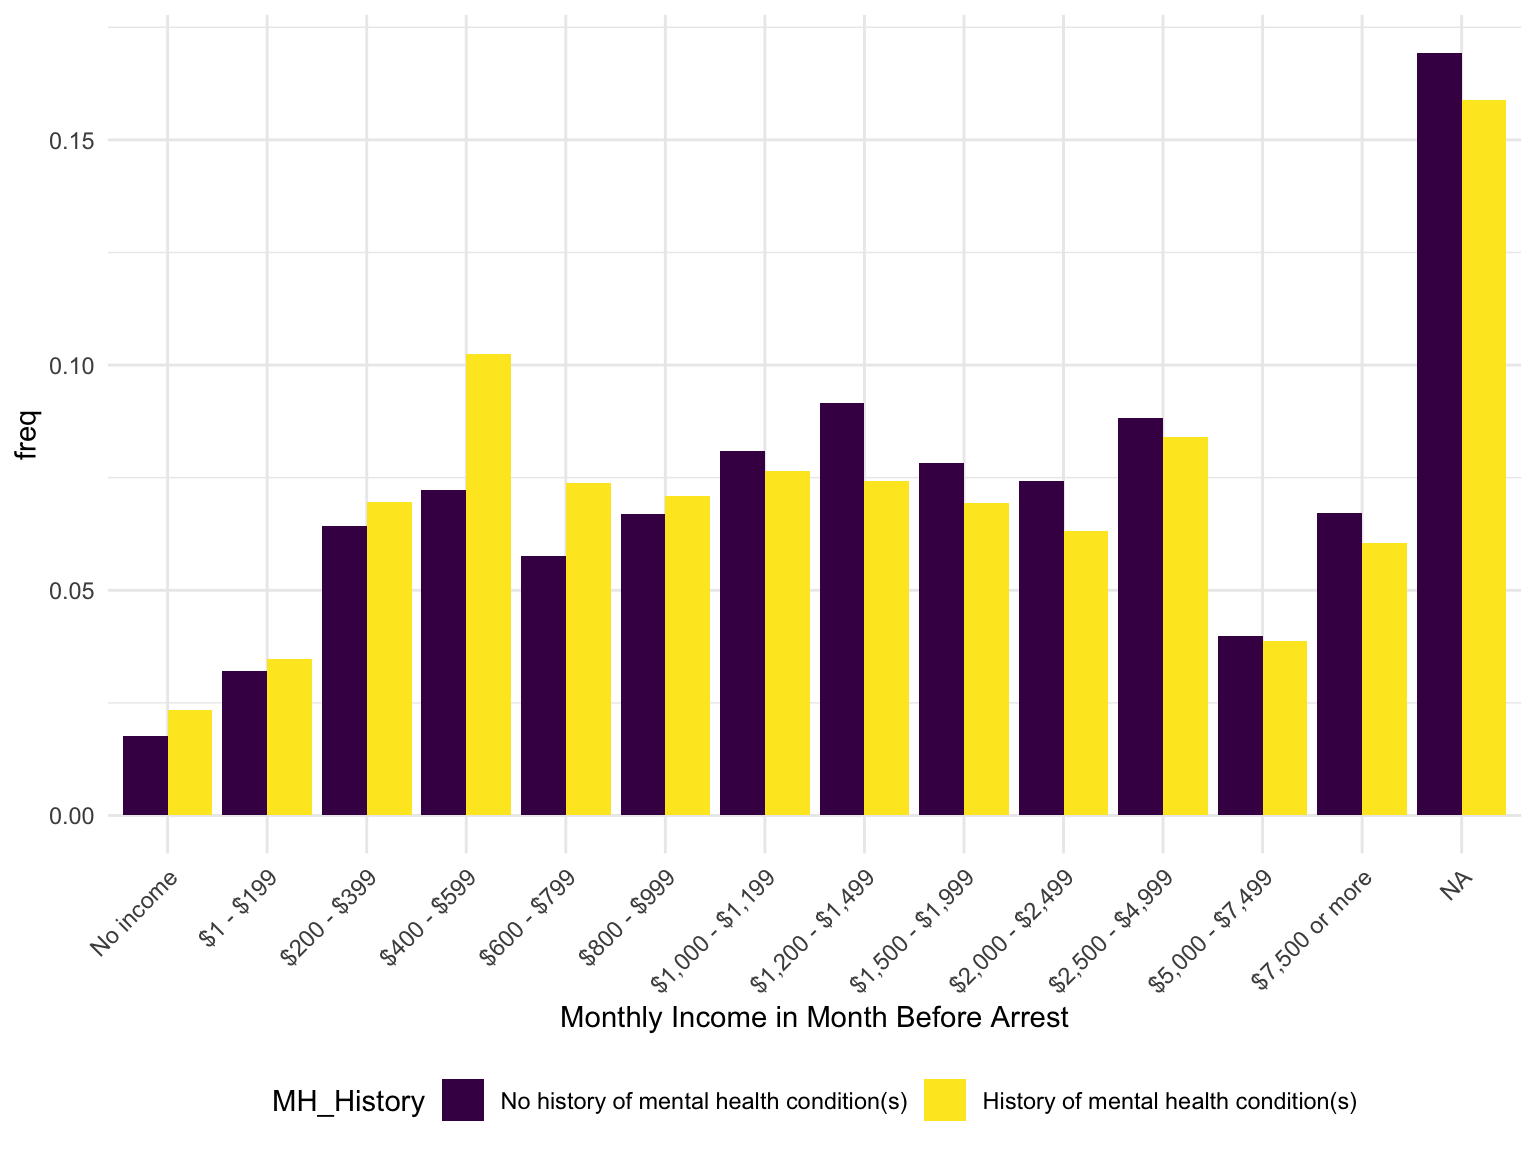 freq
0.15
0.10
0.05
0.00
No income
$1 - $199
$200 - $399
$400 - $599
$600 - $799
$800 - $999
$1,000 - $1,199
$1,200 - $1,499
$1,500 - $1,999
$2,000 - $2,499
$2,500 - $4,999
$5,000 - $7,499
$7,500 or more
NA
Monthly Income in Month Before Arrest
MH_History No history of mental health condition(s) History of mental health condition(s)